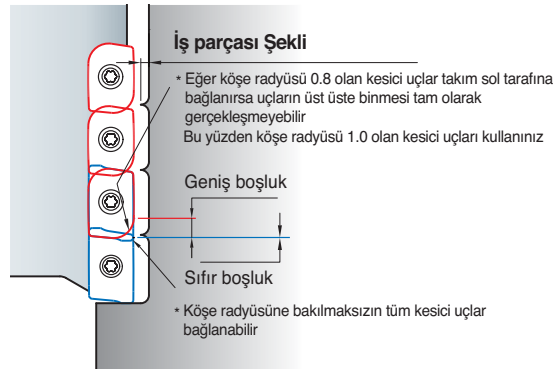 İş parçası Şekli
* Eğer köşe radyüsü 0.8 olan kesici uçlar takım sol tarafına
bağlanırsa uçların üst üste binmesi tam olarak
gerçekleşmeyebilir
Bu yüzden köşe radyüsü 1.0 olan kesici uçları kullanınız
Geniş boşluk
Sıfır boşluk
* Köşe radyüsüne bakılmaksızın tüm kesici uçlar
bağlanabilir